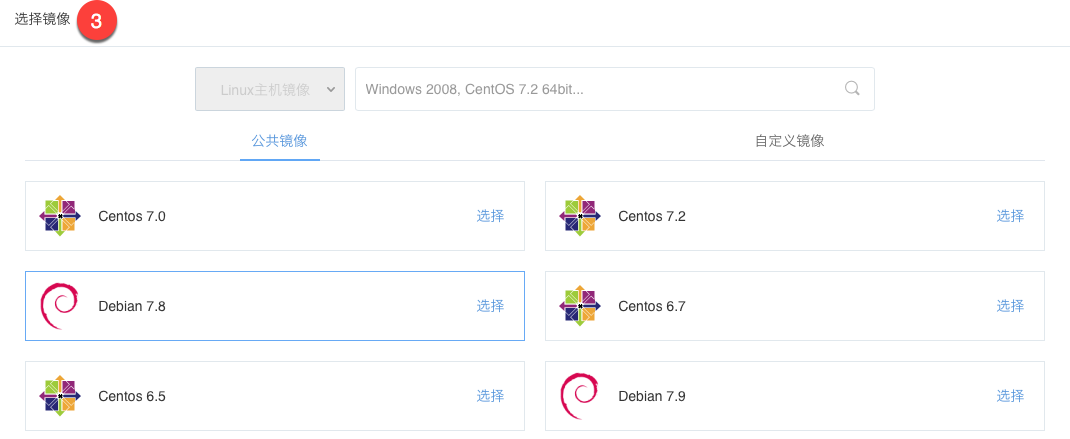 选择镜像 3
Linux主机镜像 Windows 2008, CentOS 7.2 64bit...
公共镜像 自定义镜像
Centos 7.0 选择 Centos 7.2 选择
Debian 7.8 选择 Centos 6.7 选择
Centos 6.5 选择 Debian 7.9 选择